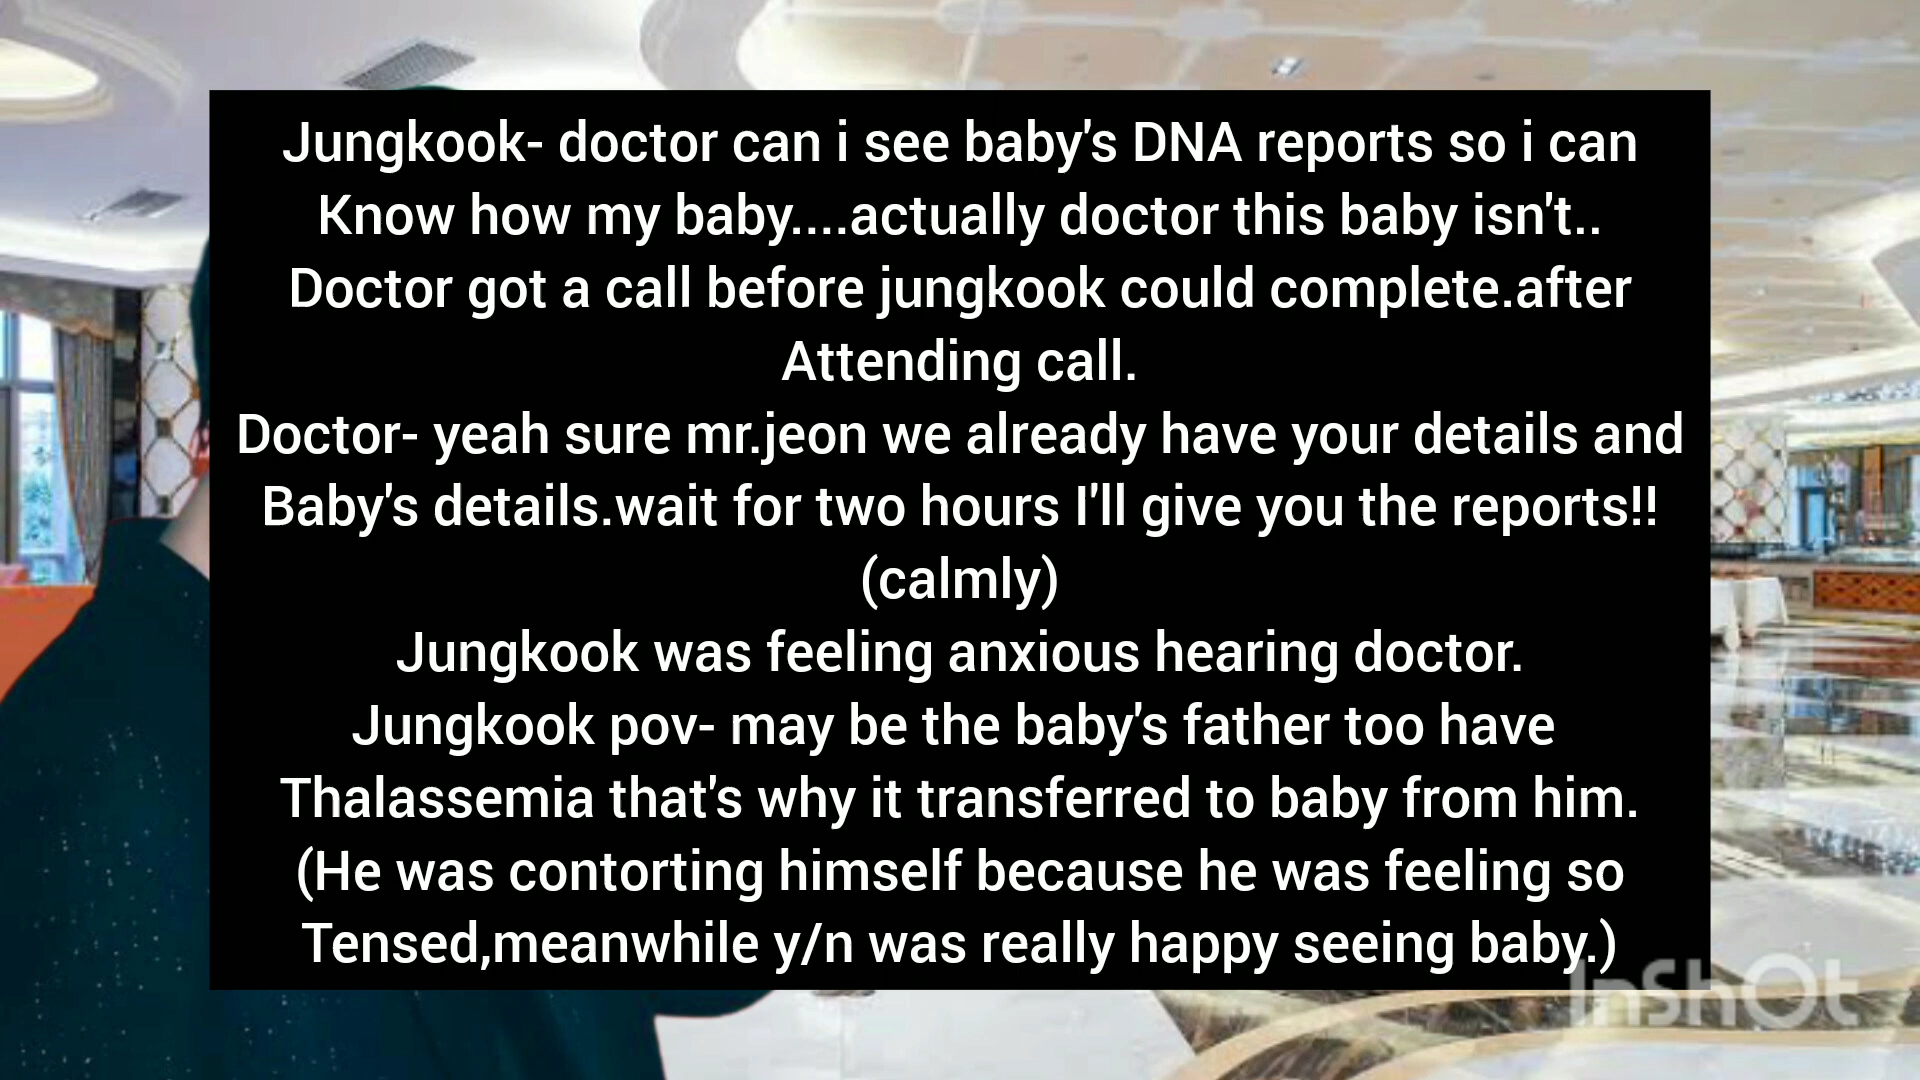 Jungkook- doctor can i see baby's DNA reports so i can
Know how my baby....actually doctor this baby isn't..
Doctor got a call before jungkook could complete.after
Attending call.
Doctor- yeah sure mr.jeon we already have your details and
Baby's details.wait for two hours I'll give you the reports!!
(calmly)
Jungkook was feeling anxious hearing doctor.
Jungkook pov- may be the baby's father too have
Thalassemia that's why it transferred to baby from him.
(He was contorting himself because he was feeling so
Tensed,meanwhile y/n was really happy seeing baby.)
InShOt